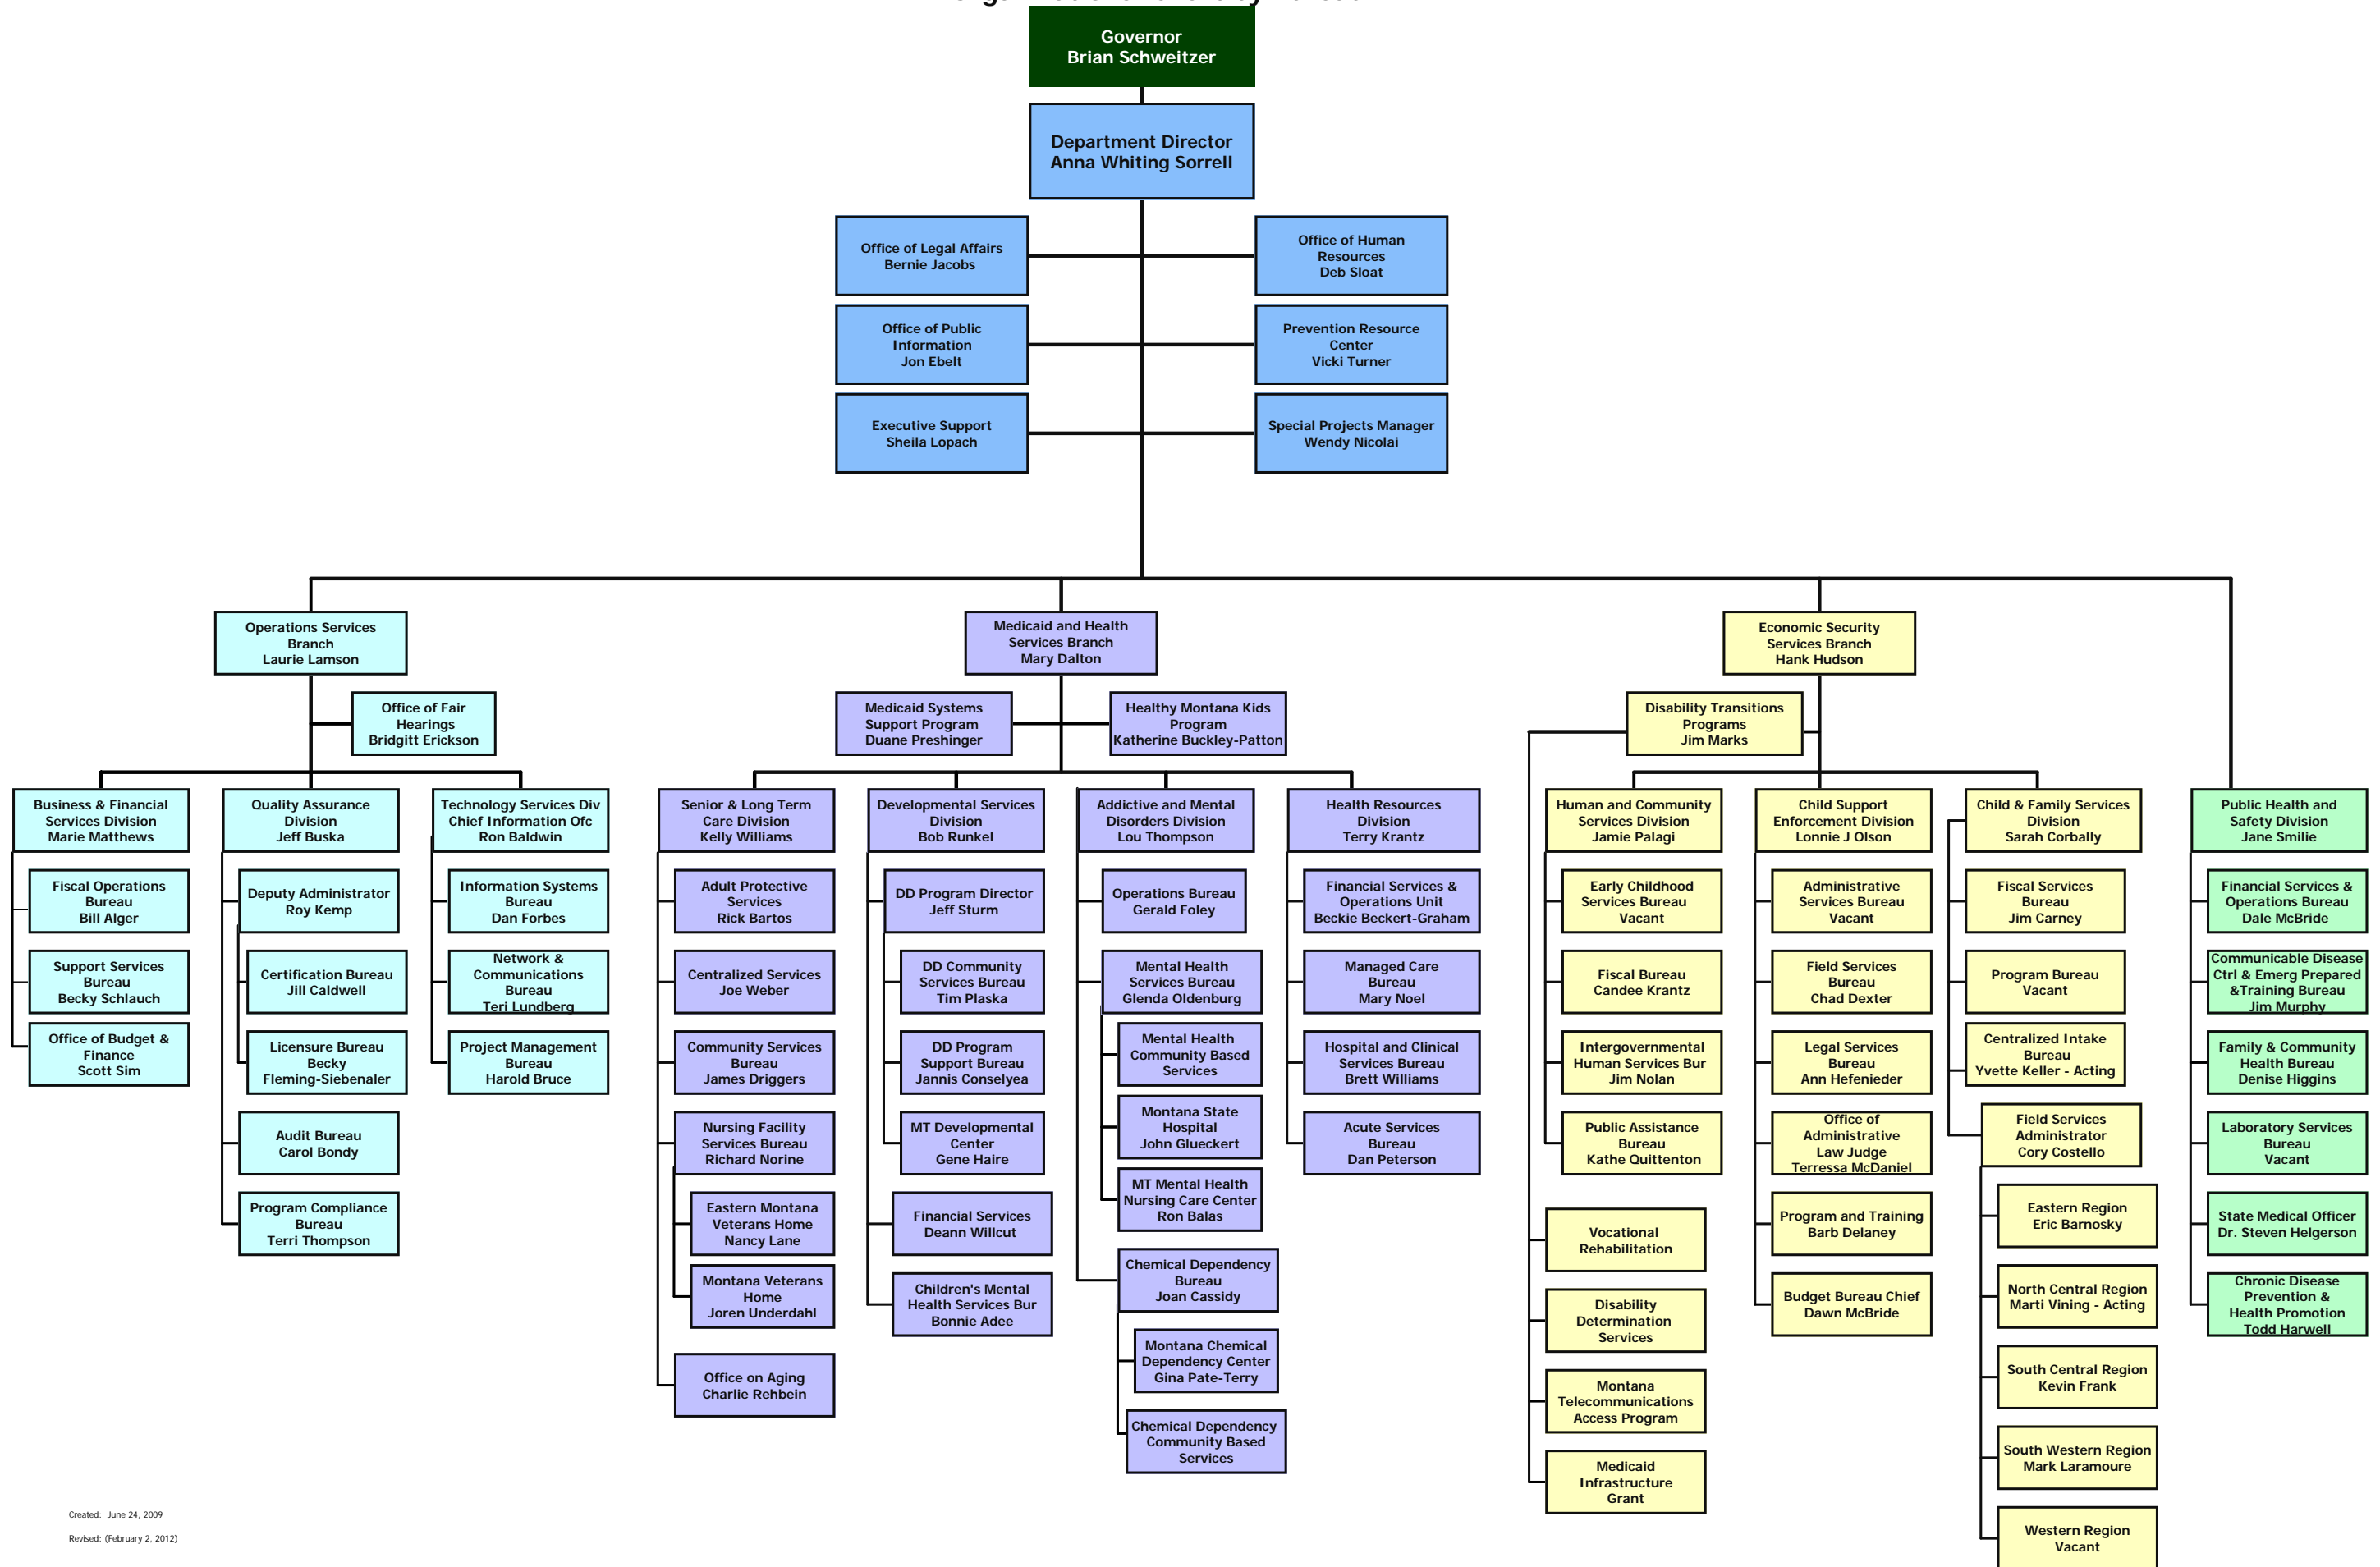 Governor
Brian Schweitzer
Department Director
Anna Whiting Sorrell
Office of Legal Affairs
Bernie Jacobs
Office of Human
Resources
Deb Sloat
Office of Public
Information
Jon Ebelt
Prevention Resource
Center
Vicki Turner
Executive Support
Sheila Lopach
Special Projects Manager
Wendy Nicolai
Operations Services
Branch
Laurie Lamson
Medicaid and Health
Services Branch
Mary Dalton
Economic Security
Services Branch
Hank Hudson
Office of Fair
Hearings
Bridgitt Erickson
Medicaid Systems
Support Program
Duane Preshinger
Healthy Montana Kids
Program
Katherine Buckley-Patton
Disability Transitions
Programs
Jim Marks
Business & Financial
Services Division
Marie Matthews
Fiscal Operations
Bureau
Bill Alger
Support Services
Bureau
Becky Schlauch
Office of Budget &
Finance
Scott Sim
Quality Assurance
Division
Jeff Buska
Deputy Administrator
Roy Kemp
Certification Bureau
Jill Caldwell
Licensure Bureau
Becky
Fleming-Siebenaler
Audit Bureau
Carol Bondy
Program Compliance
Bureau
Terri Thompson
Technology Services Div
Chief Information Ofc
Ron Baldwin
Information Systems
Bureau
Dan Forbes
Network &
Communications
Bureau
Teri Lundberg
Project Management
Bureau
Harold Bruce
Senior & Long Term
Care Division
Kelly Williams
Adult Protective
Services
Rick Bartos
Centralized Services
Joe Weber
Community Services
Bureau
James Driggers
Nursing Facility
Services Bureau
Richard Norine
Eastern Montana
Veterans Home
Nancy Lane
Montana Veterans
Home
Joren Underdahl
Office on Aging
Charlie Rehbein
Developmental Services
Division
Bob Runkel
DD Program Director
Jeff Sturm
DD Community
Services Bureau
Tim Plaska
DD Program
Support Bureau
Jannis Conselyea
MT Developmental
Center
Gene Haire
Financial Services
Deann Willcut
Children's Mental
Health Services Bur
Bonnie Adee
Addictive and Mental
Disorders Division
Lou Thompson
Operations Bureau
Gerald Foley
Mental Health
Services Bureau
Glenda Oldenburg
Mental Health
Community Based
Services
Montana State
Hospital
John Glueckert
MT Mental Health
Nursing Care Center
Ron Balas
Chemical Dependency
Bureau
Joan Cassidy
Montana Chemical
Dependency Center
Gina Pate-Terry
Chemical Dependency
Community Based
Services
Health Resources
Division
Terry Krantz
Financial Services &
Operations Unit
Beckie Beckert-Graham
Managed Care
Bureau
Mary Noel
Hospital and Clinical
Services Bureau
Brett Williams
Acute Services
Bureau
Dan Peterson
Human and Community
Services Division
Jamie Palagi
Early Childhood
Services Bureau
Vacant
Fiscal Bureau
Candee Krantz
Intergovernmental
Human Services Bur
Jim Nolan
Public Assistance
Bureau
Kathe Quittenton
Vocational
Rehabilitation
Disability
Determination
Services
Montana
Telecommunications
Access Program
Medicaid
Infrastructure
Grant
Child Support
Enforcement Division
Lonnie J Olson
Administrative
Services Bureau
Vacant
Field Services
Bureau
Chad Dexter
Legal Services
Bureau
Ann Hefenieder
Office of
Administrative
Law Judge
Terressa McDaniel
Program and Training
Barb Delaney
Budget Bureau Chief
Dawn McBride
Child & Family Services
Division
Sarah Corbally
Fiscal Services
Bureau
Jim Carney
Program Bureau
Vacant
Centralized Intake
Bureau
Yvette Keller - Acting
Field Services
Administrator
Cory Costello
Eastern Region
Eric Barnosky
North Central Region
Marti Vining - Acting
South Central Region
Kevin Frank
South Western Region
Mark Laramoure
Western Region
Vacant
Public Health and
Safety Division
Jane Smilie
Financial Services &
Operations Bureau
Dale McBride
Communicable Disease
Ctrl & Emerg Prepared
&Training Bureau
Jim Murphy
Family & Community
Health Bureau
Denise Higgins
Laboratory Services
Bureau
Vacant
State Medical Officer
Dr. Steven Helgerson
Chronic Disease
Prevention &
Health Promotion
Todd Harwell
Created: June 24, 2009
Revised: (February 2, 2012)